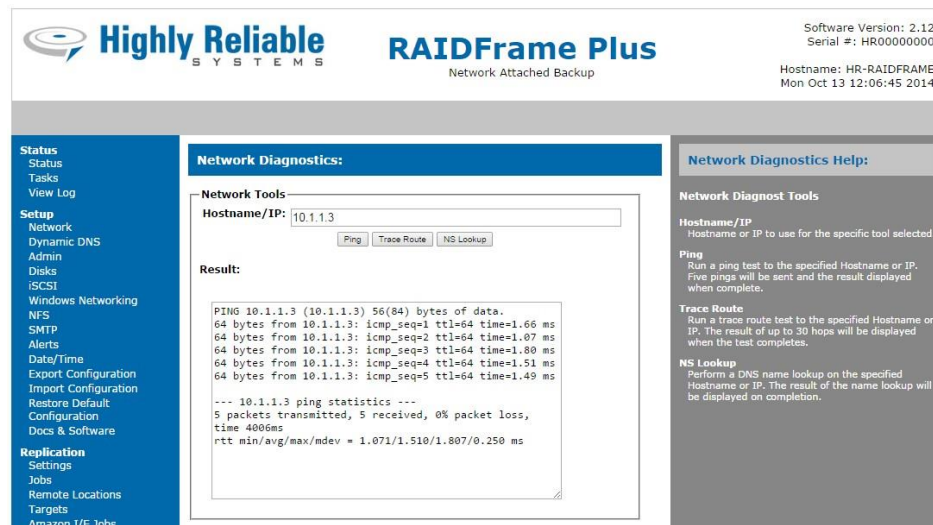 Highly Reliable
SYSTEMS
RAIDFrame Plus
Network Attached Backup
Software Version: 2.12
Serial #: HR00000000
Hostname: HR-RAIDFRAME
Mon Oct 13 12:06:45 2014
Status
Status
Tasks
View Log
Setup
Network
Dynamic DNS
Admin
Disks
iSCSI
Windows Networking
NFS
SMTP
Alerts
Date/Time
Export Configuration
Import Configuration
Restore Default
Configuration
Docs & Software
Replication
Settings
Jobs
Remote Locations
Targets
Amazon I/E Jobs
Network Diagnostics:
Network Tools
Hostname/IP: 10.1.1.3
Ping Trace Route NS Lookup
Result:
PING 10.1.1.3 (10.1.1.3) 56(84) bytes of data.
64 bytes from 10.1.1.3: icmp_seq=1 ttl=64 time=1.66 ms
64 bytes from 10.1.1.3: icmp_seq=2 ttl=64 time=1.07 ms
64 bytes from 10.1.1.3: icmp_seq=3 ttl=64 time=1.80 ms
64 bytes from 10.1.1.3: icmp_seq=4 ttl=64 time=1.51 ms
64 bytes from 10.1.1.3: icmp_seq=5 ttl=64 time=1.49 ms
--- 10.1.1.3 ping statistics ---
5 packets transmitted, 5 received, 0% packet loss,
time 4006ms
rtt min/avg/max/mdev = 1.071/1.510/1.807/0.250 ms
Network Diagnostics Help:
Network Diagnost Tools
Hostname/IP
Hostname or IP to use for the specific tool selected
Ping
Run a ping test to the specified Hostname or IP.
Five pings will be sent and the result displayed
when complete.
Trace Route
Run a trace route test to the specified Hostname or
IP. The result of up to 30 hops will be displayed
when the test completes.
NS Lookup
Perform a DNS name lookup on the specified
Hostname or IP. The result of the name lookup will
be displayed on completion.